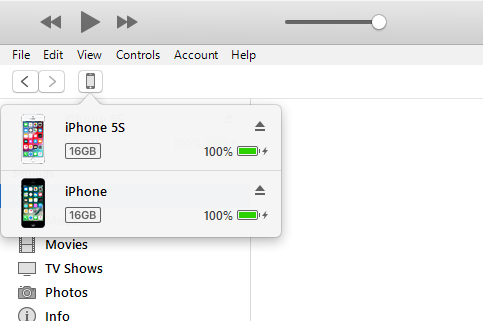 File Edit View Controls Account Help
iPhone 5S
16GB 100%
iPhone
16GB 100%
Movies
TV Shows
Photos
Info